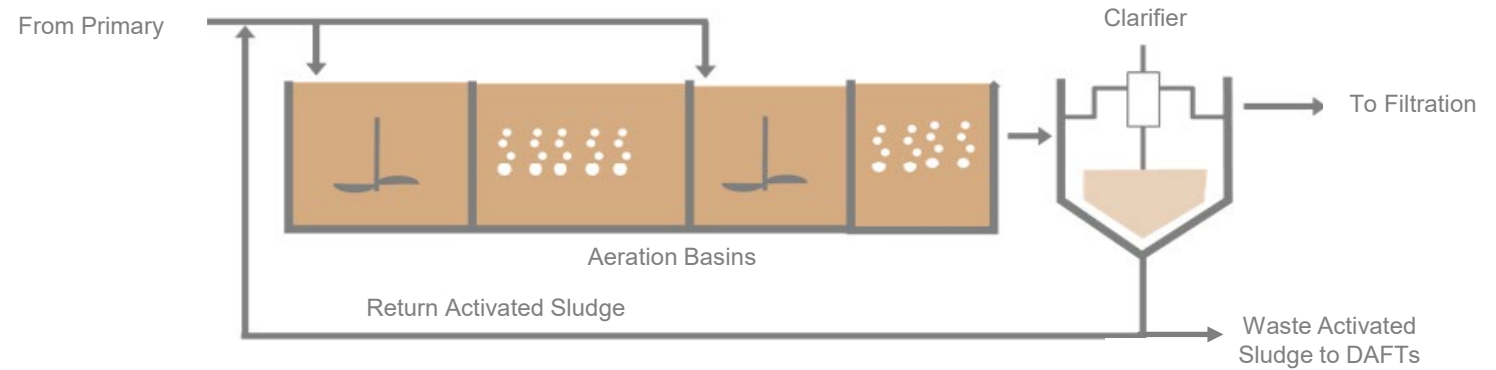 Clarifier
From Primary
To Filtration
Aeration Basins
Return Activated Sludge
Waste Activated
Sludge to DAFTs